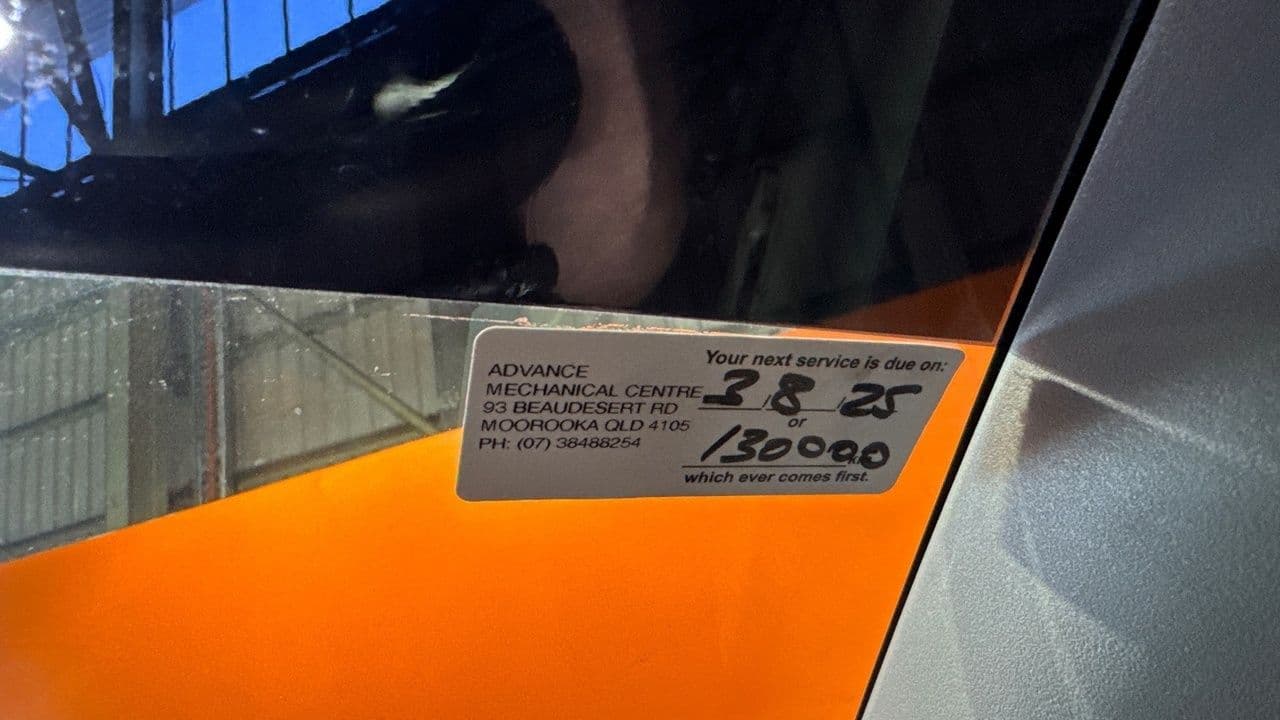 ADVANCE
MECHANICAL CENTRE
93 BEAUDESERT RD
MOOROOKA QLD 4105
PH: (07) 38488254
Your next service is due on:
3 / 8 / 25
or
130000
which ever comes first.